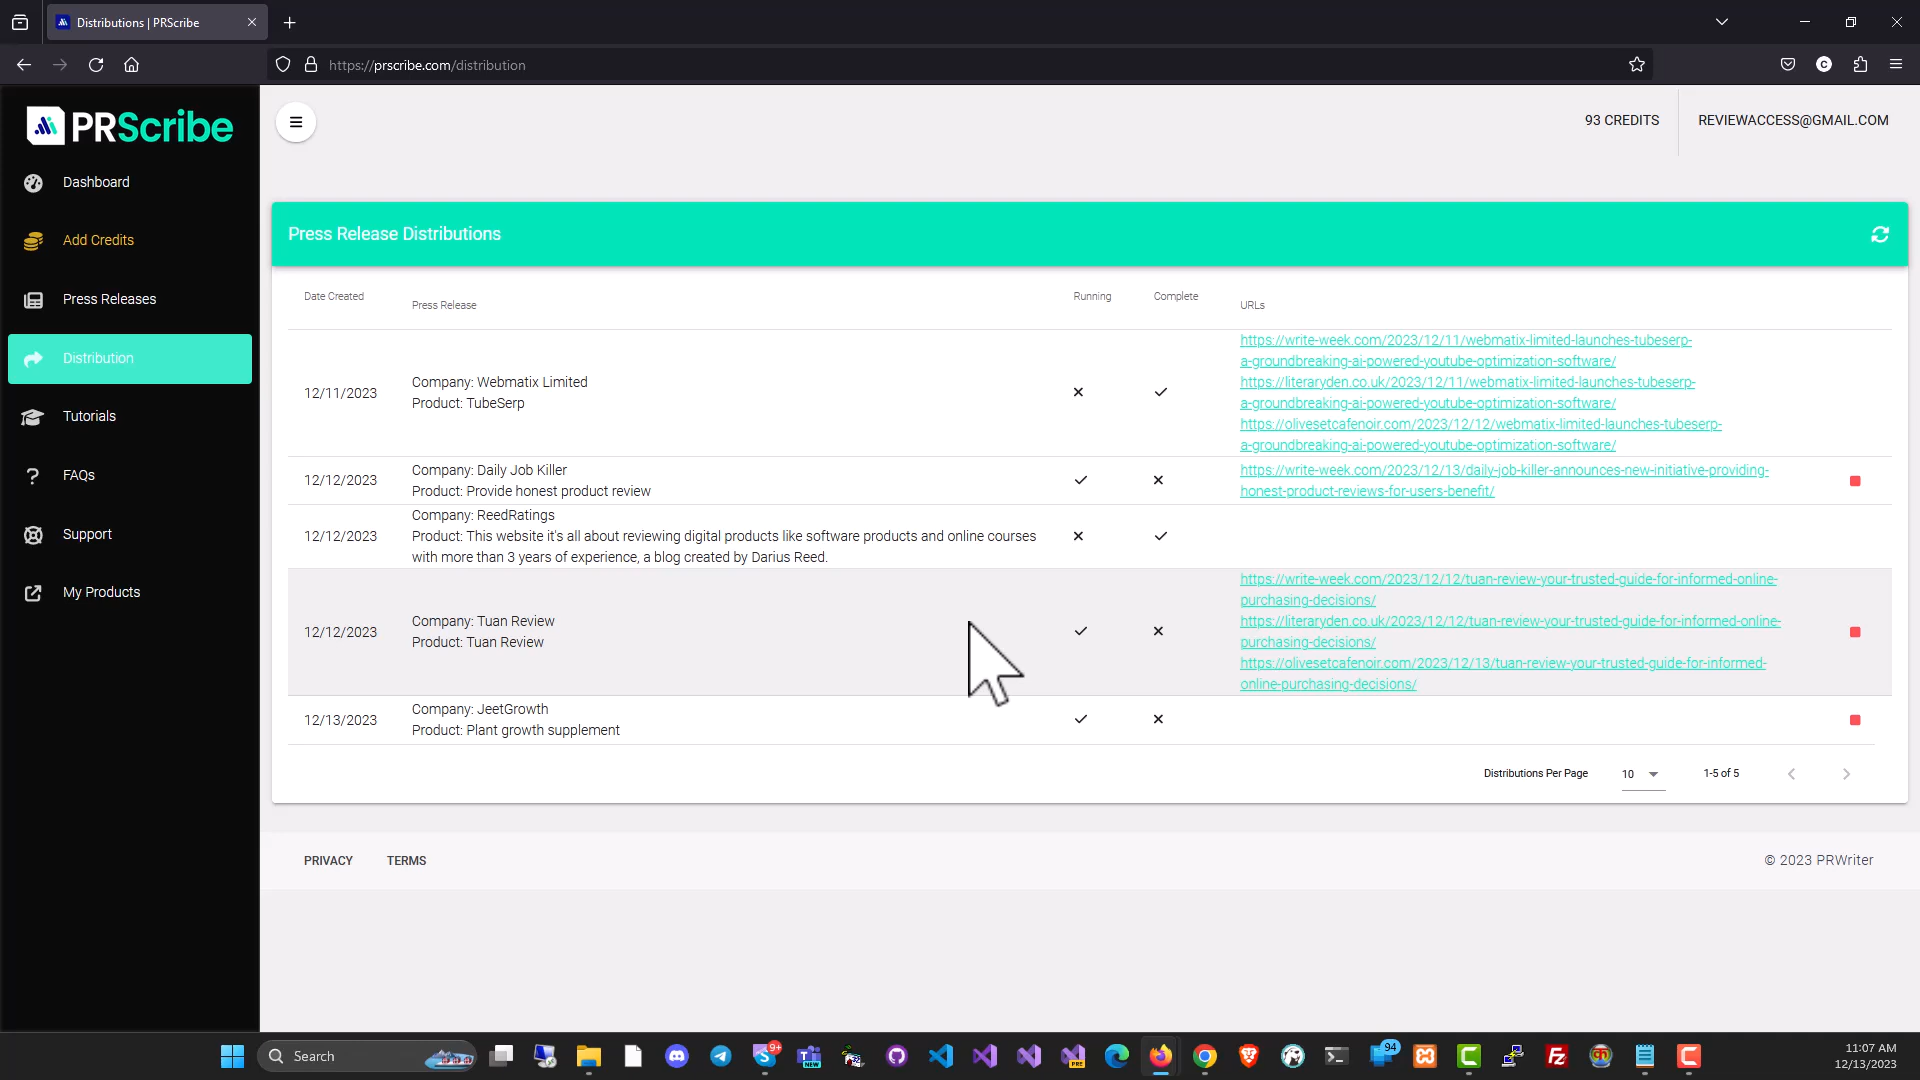 Distributions | PRScribe
https://prscribe.com/distribution
C
PRScribe
93 CREDITS
REVIEWACCESS@GMAIL.COM
Dashboard
Add Credits
Press Releases
Distribution
Tutorials
? FAQs
Support
My Products
Press Release Distributions
Date Created
Press Release
Running
Complete
URLs
12/11/2023
Company: Webmatix Limited
Product: TubeSerp
https://write-week.com/2023/12/11/webmatix-limited-launches-tubeserp-
a-groundbreaking-ai-powered-youtube-optimization-software/
https://literaryden.co.uk/2023/12/11/webmatix-limited-launches-tubeserp-
a-groundbreaking-ai-powered-youtube-optimization-software/
https://olivesetcafenoir.com/2023/12/12/webmatix-limited-launches-tubeserp-
a-groundbreaking-ai-powered-youtube-optimization-software/
12/12/2023
Company: Daily Job Killer
Product: Provide honest product review
https://write-week.com/2023/12/13/daily-job-killer-announces-new-initiative-providing-
honest-product-reviews-for-users-benefit/
12/12/2023
Company: ReedRatings
Product: This website it's all about reviewing digital products like software products and online courses
with more than 3 years of experience, a blog created by Darius Reed.
12/12/2023
Company: Tuan Review
Product: Tuan Review
https://write-week.com/2023/12/12/tuan-review-your-trusted-guide-for-informed-online-
purchasing-decisions/
https://literaryden.co.uk/2023/12/12/tuan-review-your-trusted-guide-for-informed-online-
purchasing-decisions/
https://olivesetcafenoir.com/2023/12/13/tuan-review-your-trusted-guide-for-informed-
online-purchasing-decisions/
12/13/2023
Company: JeetGrowth
Product: Plant growth supplement
Distributions Per Page
10
1-5 of 5
PRIVACY
TERMS
© 2023 PRWriter
Search
9+
NEW
PRE
94
11:07 AM
12/13/2023